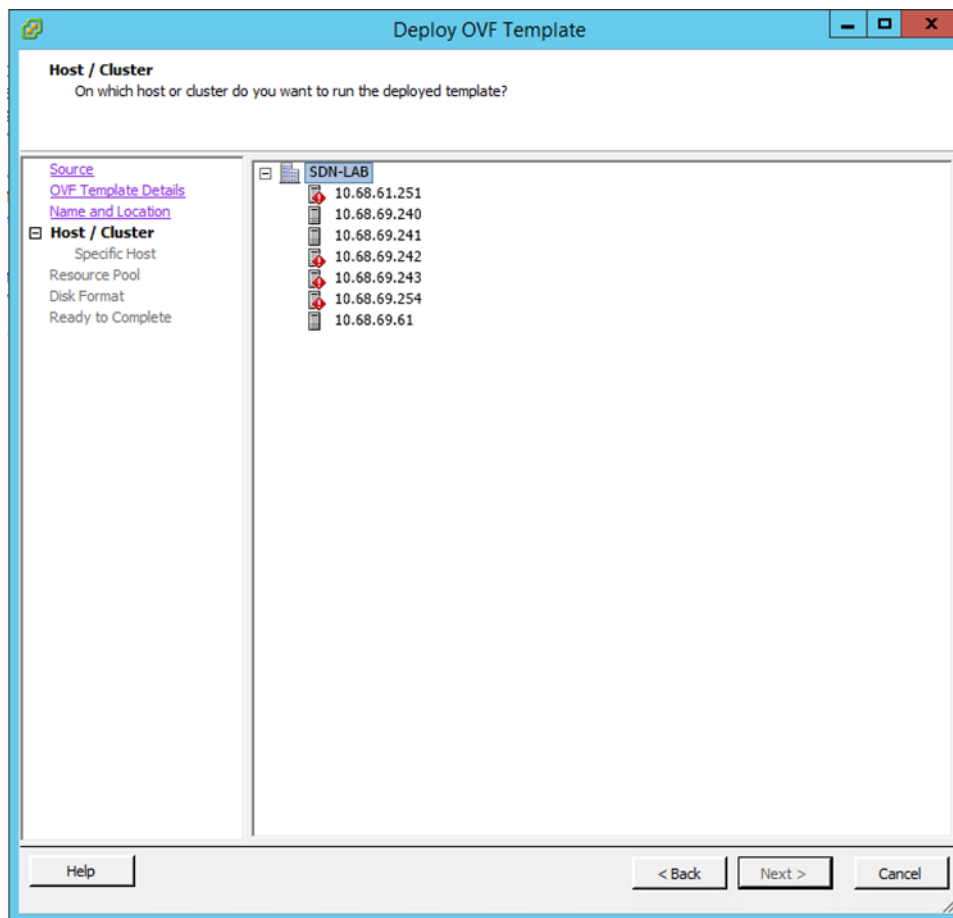 Deploy OVF Template
Host / Cluster
On which host or cluster do you want to run the deployed template?
Source
OVF Template Details
Name and Location
Host / Cluster
Specific Host
Resource Pool
Disk Format
Ready to Complete
SDN-LAB
10.68.61.251
10.68.69.240
10.68.69.241
10.68.69.242
10.68.69.243
10.68.69.254
10.68.69.61
Help
< Back
Next >
Cancel